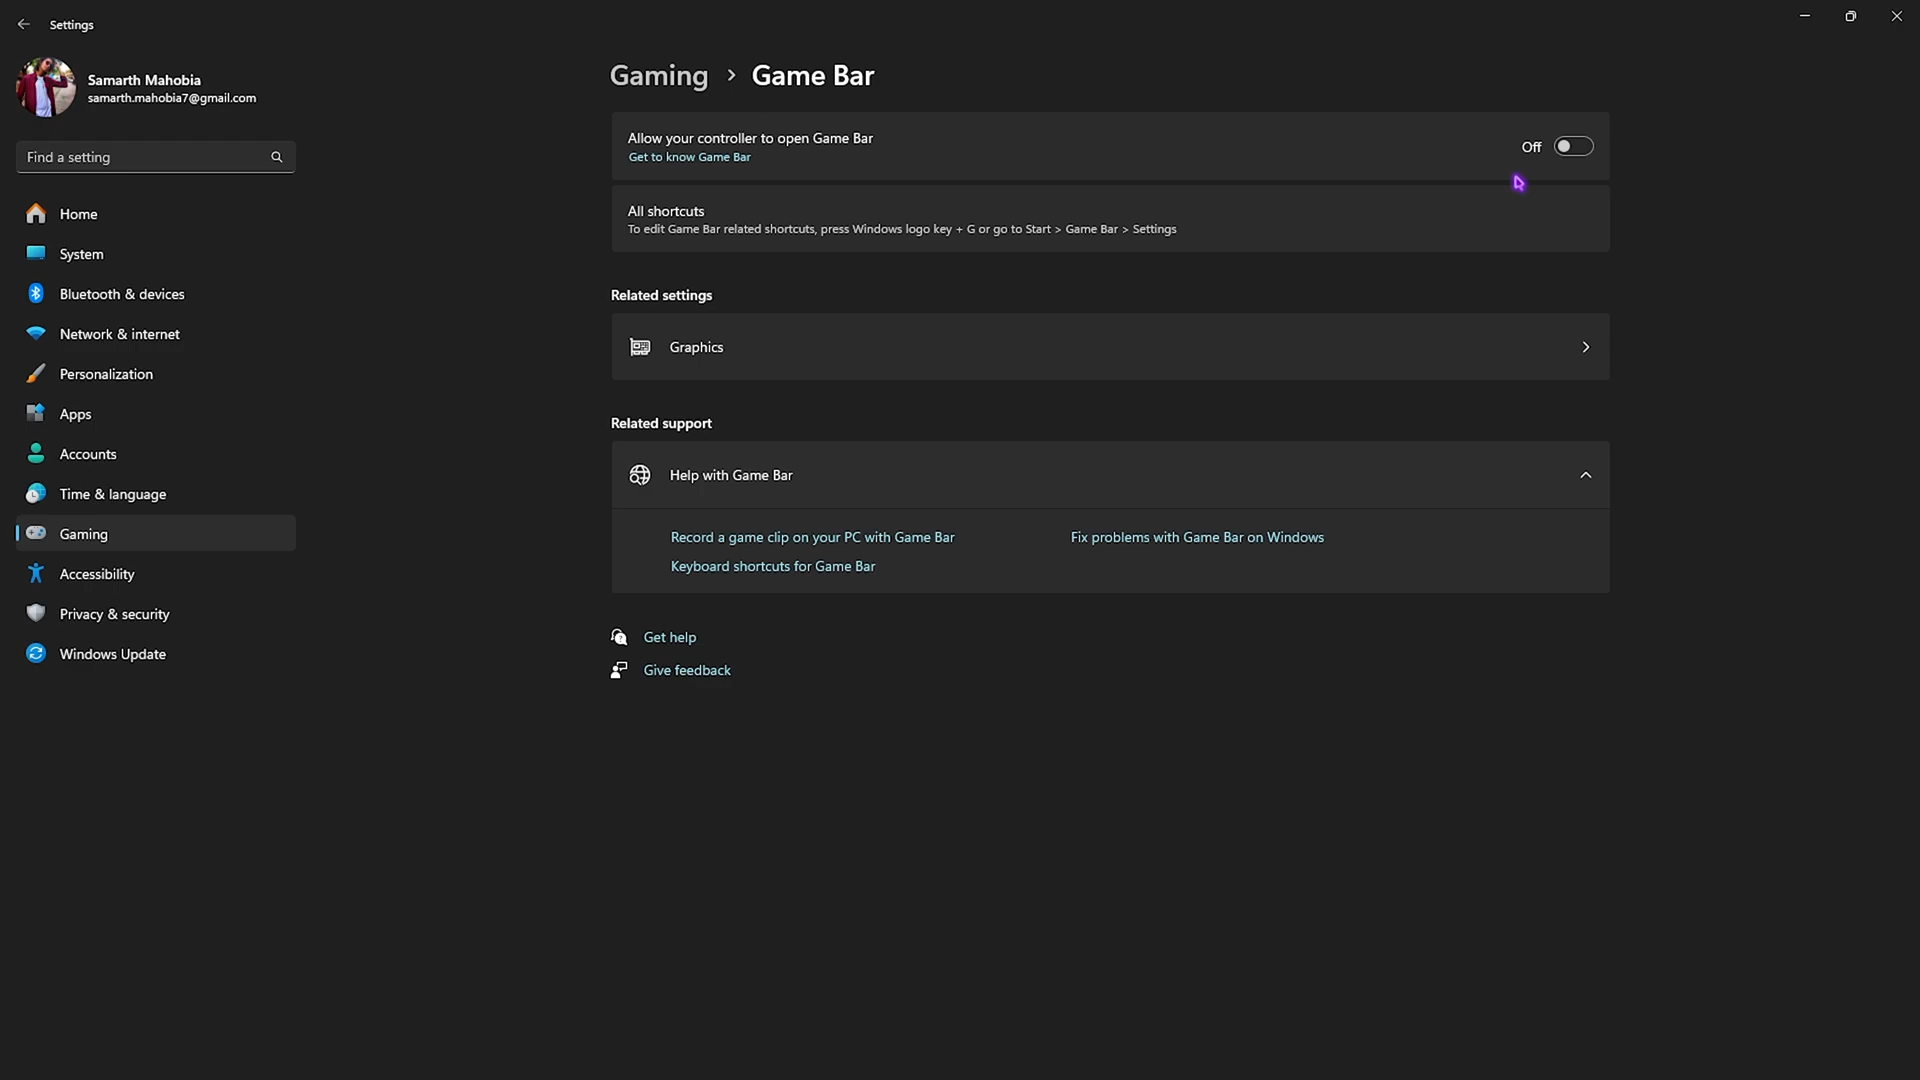 Settings
Samarth Mahobia
samarth.mahobia7@gmail.com
Find a setting
Home
System
Bluetooth & devices
Network & internet
Personalization
Apps
Accounts
Time & language
Gaming
Accessibility
Privacy & security
Windows Update
Gaming > Game Bar
Allow your controller to open Game Bar
Get to know Game Bar
Off
All shortcuts
To edit Game Bar related shortcuts, press Windows logo key + G or go to Start > Game Bar > Settings
Related settings
Graphics
Related support
Help with Game Bar
Record a game clip on your PC with Game Bar
Fix problems with Game Bar on Windows
Keyboard shortcuts for Game Bar
Get help
Give feedback